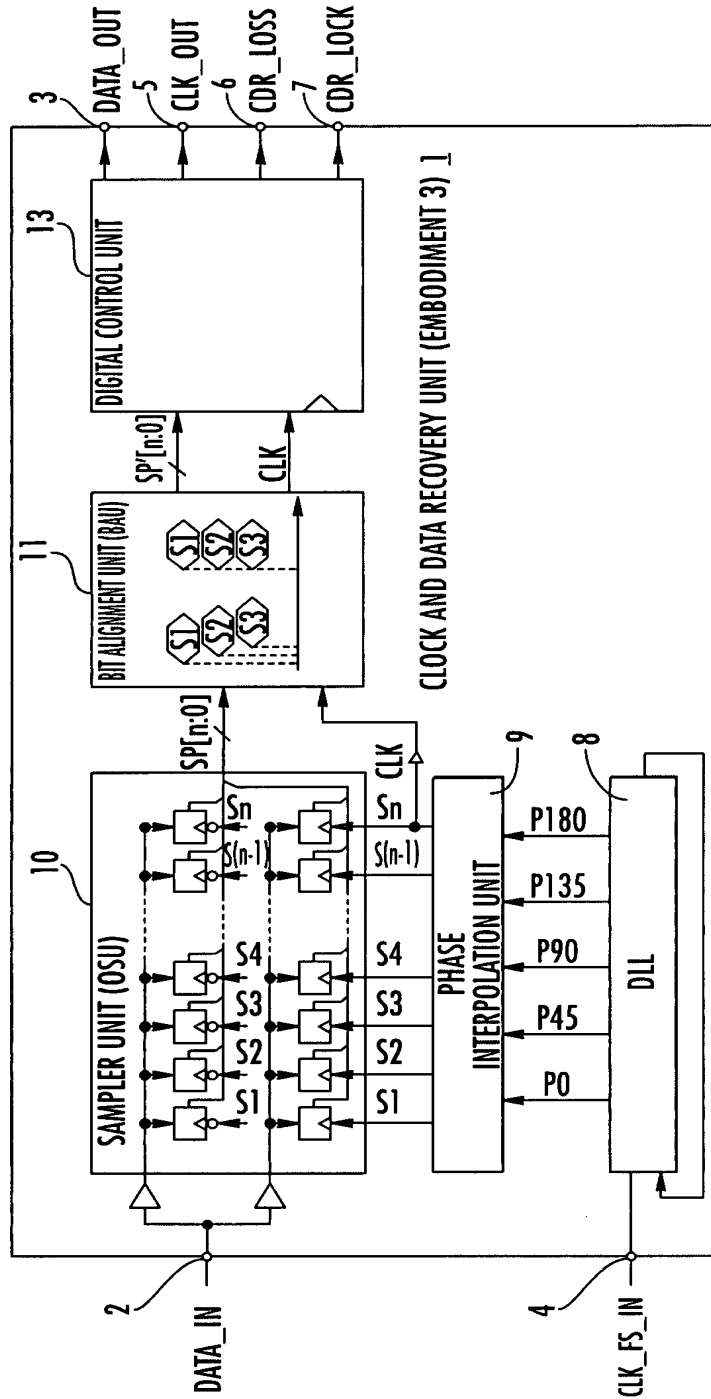 DATA_IN
2
CLK_FS_IN
4
10
SAMPLER UNIT (OSU)
S1
S2
S3
S4
S(n-1)
Sn
S1
S2
S3
S4
S(n-1)
Sn
SP[n:0]
CLK
9
PHASE
INTERPOLATION UNIT
P0
P45
P90
P135
P180
8
DLL
11
BIT ALIGNMENT UNIT (BAU)
S1
S2
S3
S1
S2
S3
SP'[n:0]
CLK
13
DIGITAL CONTROL UNIT
3
DATA_OUT
5
CLK_OUT
6
CDR_LOSS
7
CDR_LOCK
CLOCK AND DATA RECOVERY UNIT (EMBODIMENT 3) 1